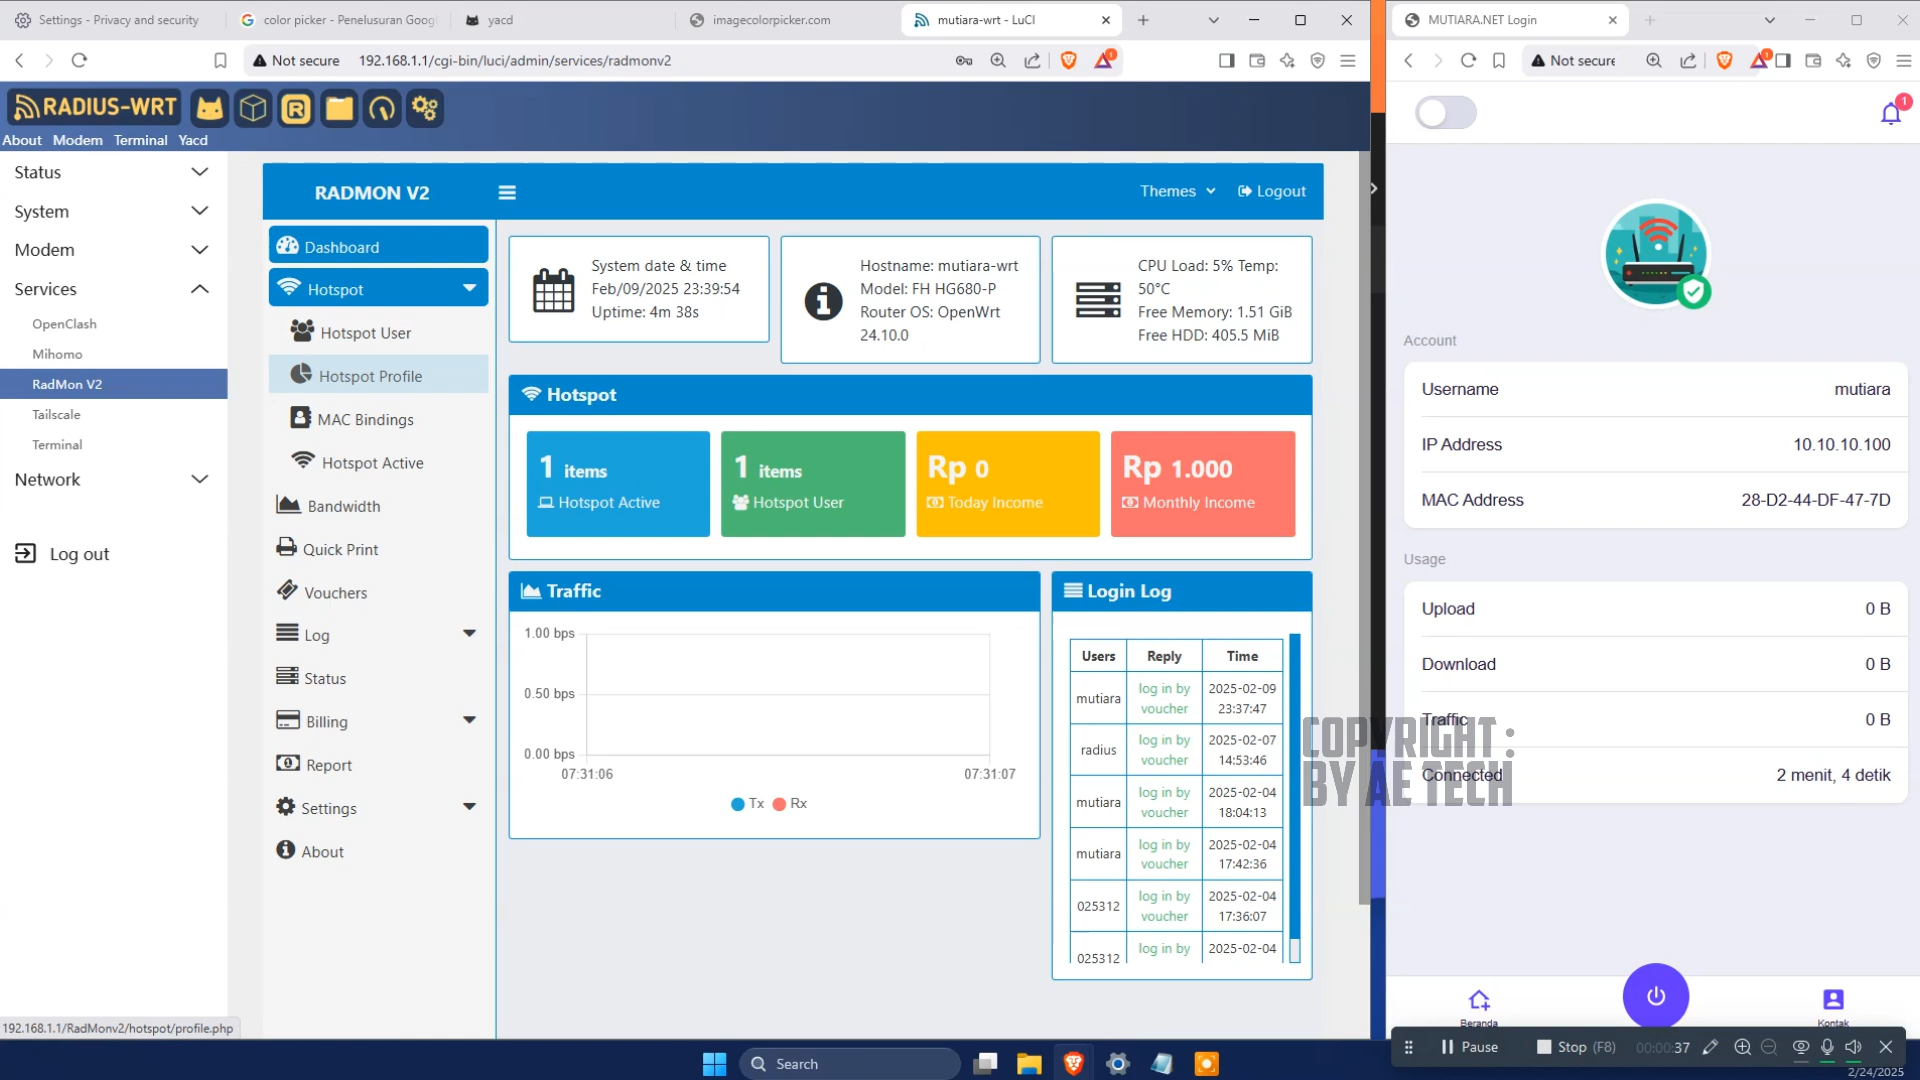 Settings - Privacy and security
color picker - Penelusuran Goog
yacd
imagecolorpicker.com
mutiara-wrt - LuCI
Not secure
192.168.1.1/cgi-bin/luci/admin/services/radmonv2
1
RADIUS-WRT
About Modem Terminal Yacd
Status
System
Modem
Services
OpenClash
Mihomo
RadMon V2
Tailscale
Terminal
Network
Log out
192.168.1.1/RadMonv2/hotspot/profile.php
RADMON V2
Themes
Logout
Dashboard
Hotspot
Hotspot User
Hotspot Profile
MAC Bindings
Hotspot Active
Bandwidth
Quick Print
Vouchers
Log
Status
Billing
Report
Settings
About
System date & time
Feb/09/2025 23:39:54
Uptime: 4m 38s
Hostname: mutiara-wrt
Model: FH HG680-P
Router OS: OpenWrt
24.10.0
CPU Load: 5% Temp:
50°C
Free Memory: 1.51 GiB
Free HDD: 405.5 MiB
Hotspot
1 items
Hotspot Active
1 items
Hotspot User
Rp 0
Today Income
Rp 1.000
Monthly Income
Traffic
1.00 bps
0.50 bps
0.00 bps
07:31:06
07:31:07
Tx Rx
Login Log
Users Reply Time
mutiara log in by voucher 2025-02-09 23:37:47
radius log in by voucher 2025-02-07 14:53:46
mutiara log in by voucher 2025-02-04 18:04:13
mutiara log in by voucher 2025-02-04 17:42:36
025312 log in by voucher 2025-02-04 17:36:07
025312 log in by 2025-02-04
MUTIARA.NET Login
Not secure
1
1
Account
Username mutiara
IP Address 10.10.10.100
MAC Address 28-D2-44-DF-47-7D
Usage
Upload 0 B
Download 0 B
Traffic 0 B
Connected 2 menit, 4 detik
COPYRIGHT :
BY AE TECH
Beranda
Kontak
Pause
Stop (F8)
00:00:37
Search
2/24/2025